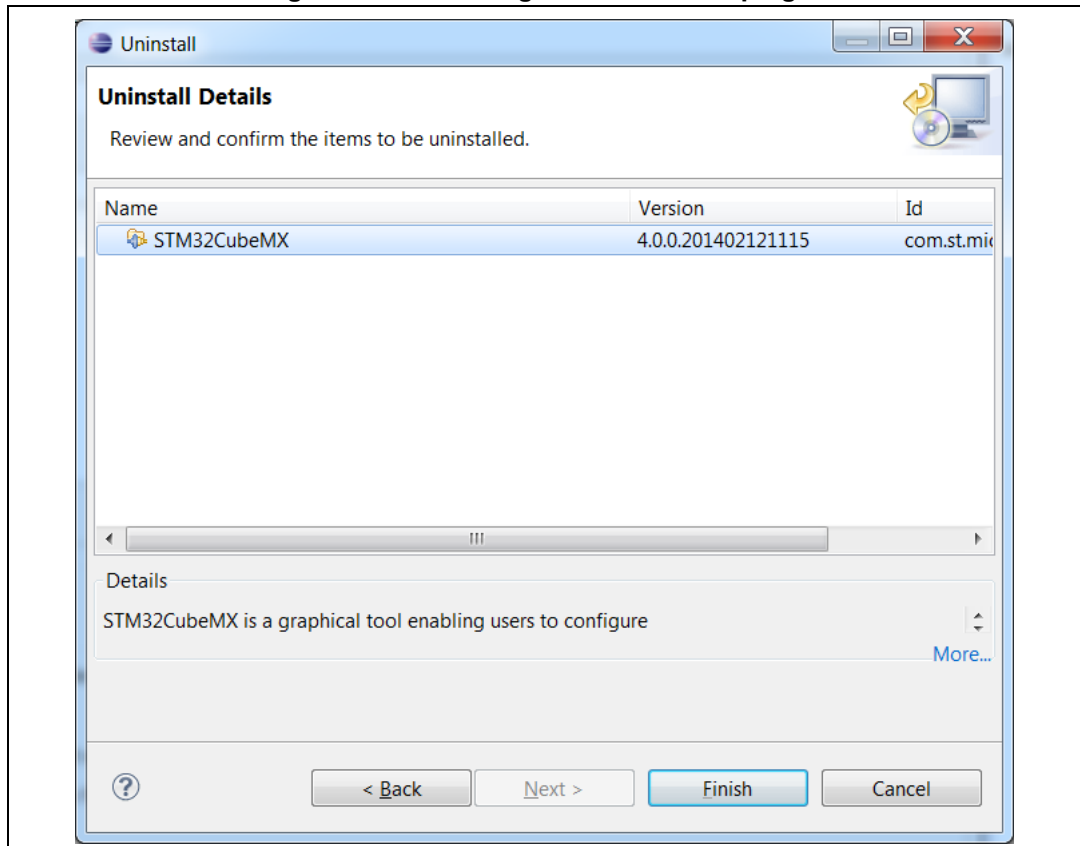 Uninstall
Uninstall Details
Review and confirm the items to be uninstalled.
Name Version Id
STM32CubeMX 4.0.0.201402121115 com.st.mic
Details
STM32CubeMX is a graphical tool enabling users to configure
More...
? < Back Next > Finish Cancel